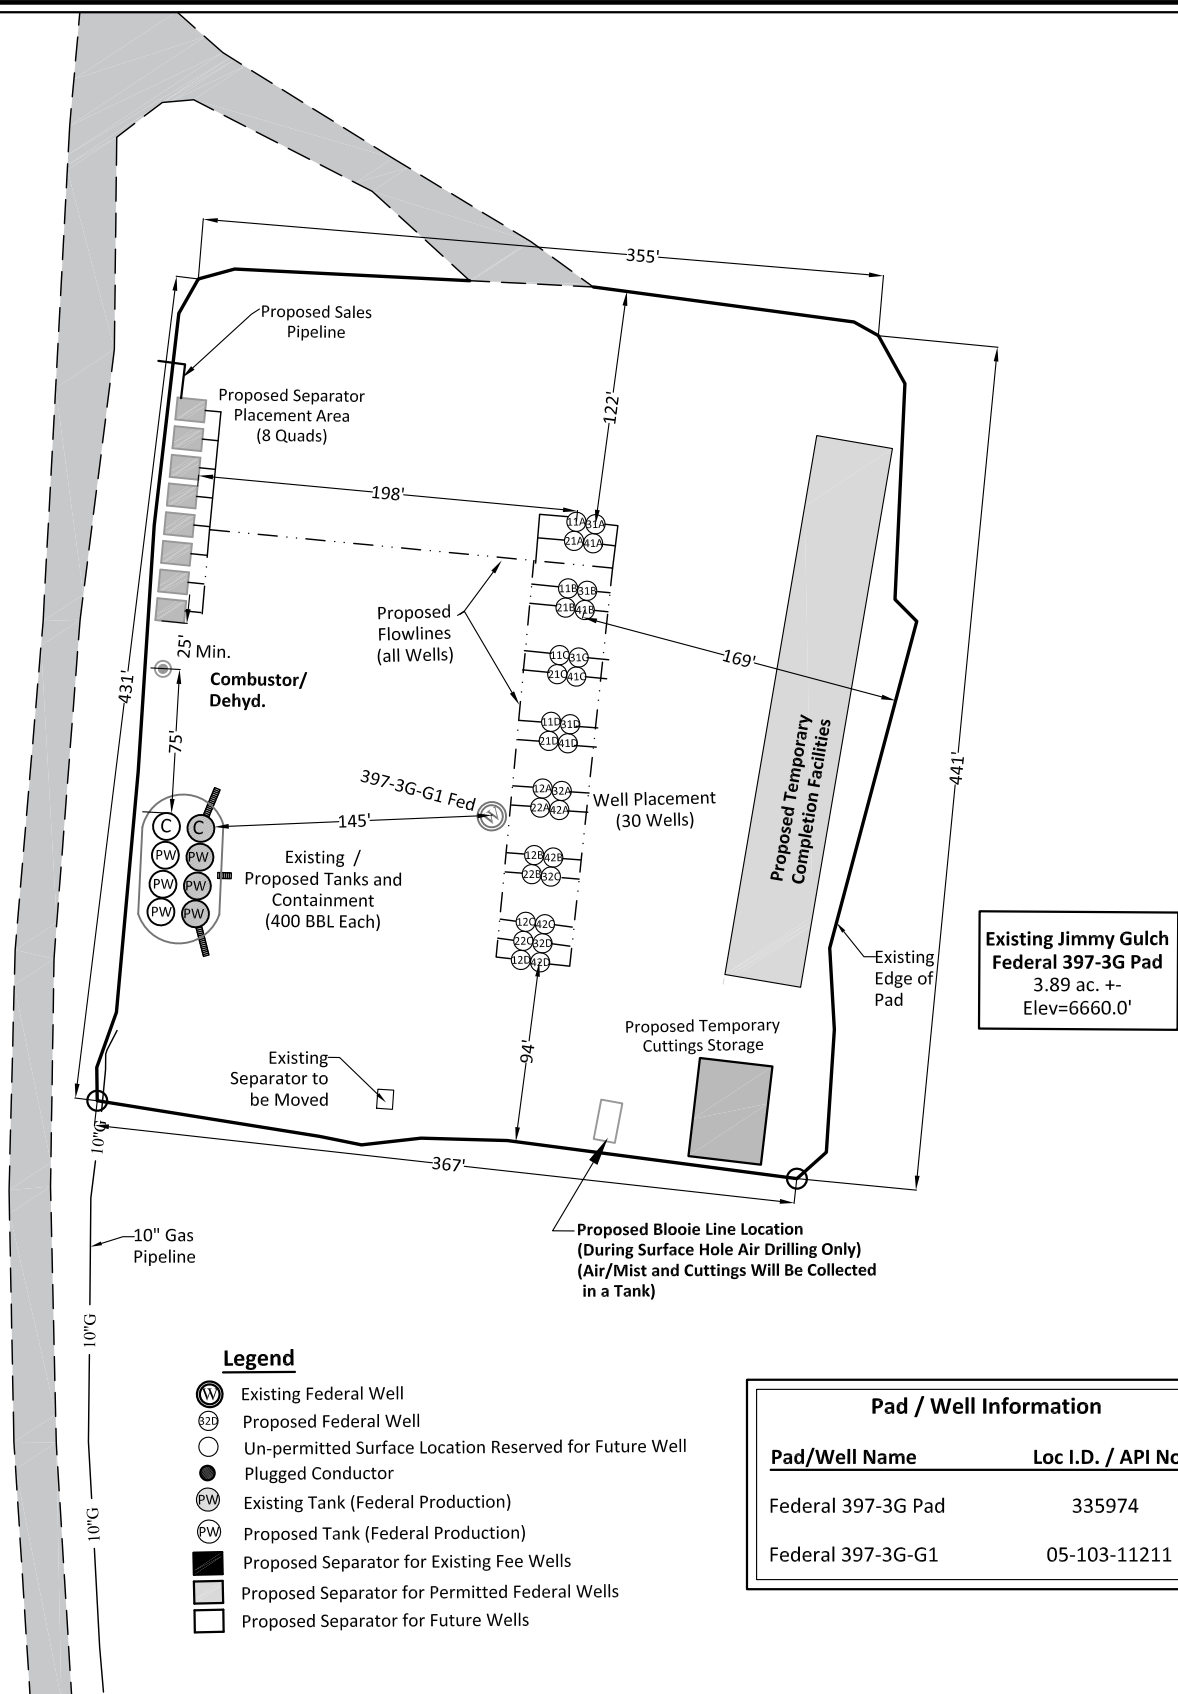 355'
Proposed Sales
Pipeline
Proposed Separator
Placement Area
(8 Quads)
122'
198'
11A 31A
21A 41A
11B 31B
21B 41B
Proposed
Flowlines
(all Wells)
25' Min.
169'
11C 31C
21C 41C
Combustor/
Dehyd.
431'
11D 31D
21D 41D
75'
Proposed Temporary
Completion Facilities
441'
397-3G-G1 Fed
W
12A 32A
22A 42A
Well Placement
(30 Wells)
145'
C C
PW PW
PW PW
PW PW
Existing /
Proposed Tanks and
Containment
(400 BBL Each)
12B 42B
22B 32C
12C 42C
22C 32D
12D 42D
Existing Jimmy Gulch
Federal 397-3G Pad
3.89 ac. +-
Elev=6660.0'
Existing
Edge of
Pad
Proposed Temporary
Cuttings Storage
94'
Existing
Separator to
be Moved
10"G
367'
10" Gas
Pipeline
Proposed Blooie Line Location
(During Surface Hole Air Drilling Only)
(Air/Mist and Cuttings Will Be Collected
in a Tank)
10"G
10"G
Legend
W Existing Federal Well
32D Proposed Federal Well
Un-permitted Surface Location Reserved for Future Well
Plugged Conductor
PW Existing Tank (Federal Production)
PW Proposed Tank (Federal Production)
Proposed Separator for Existing Fee Wells
Proposed Separator for Permitted Federal Wells
Proposed Separator for Future Wells
Pad / Well Information
Pad/Well Name Loc I.D. / API No
Federal 397-3G Pad 335974
Federal 397-3G-G1 05-103-11211